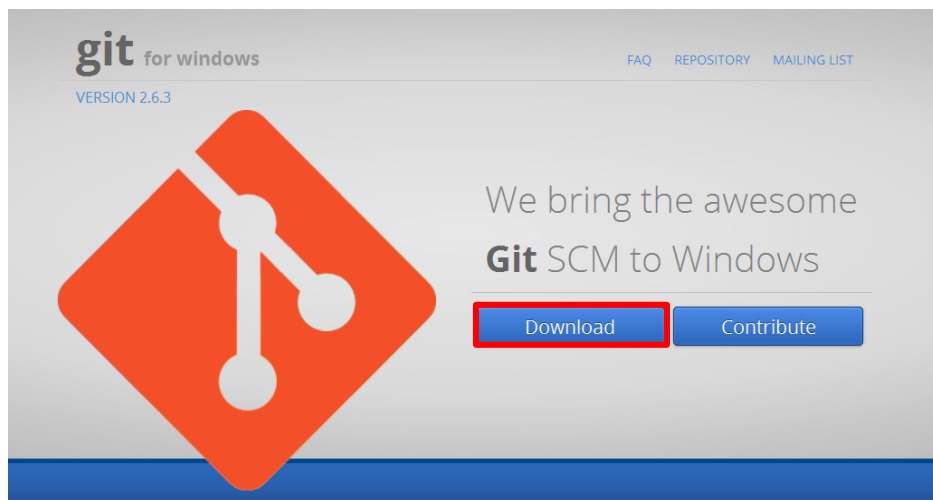 git for windows
FAQ REPOSITORY MAILING LIST
VERSION 2.6.3
We bring the awesome
Git SCM to Windows
Download Contribute